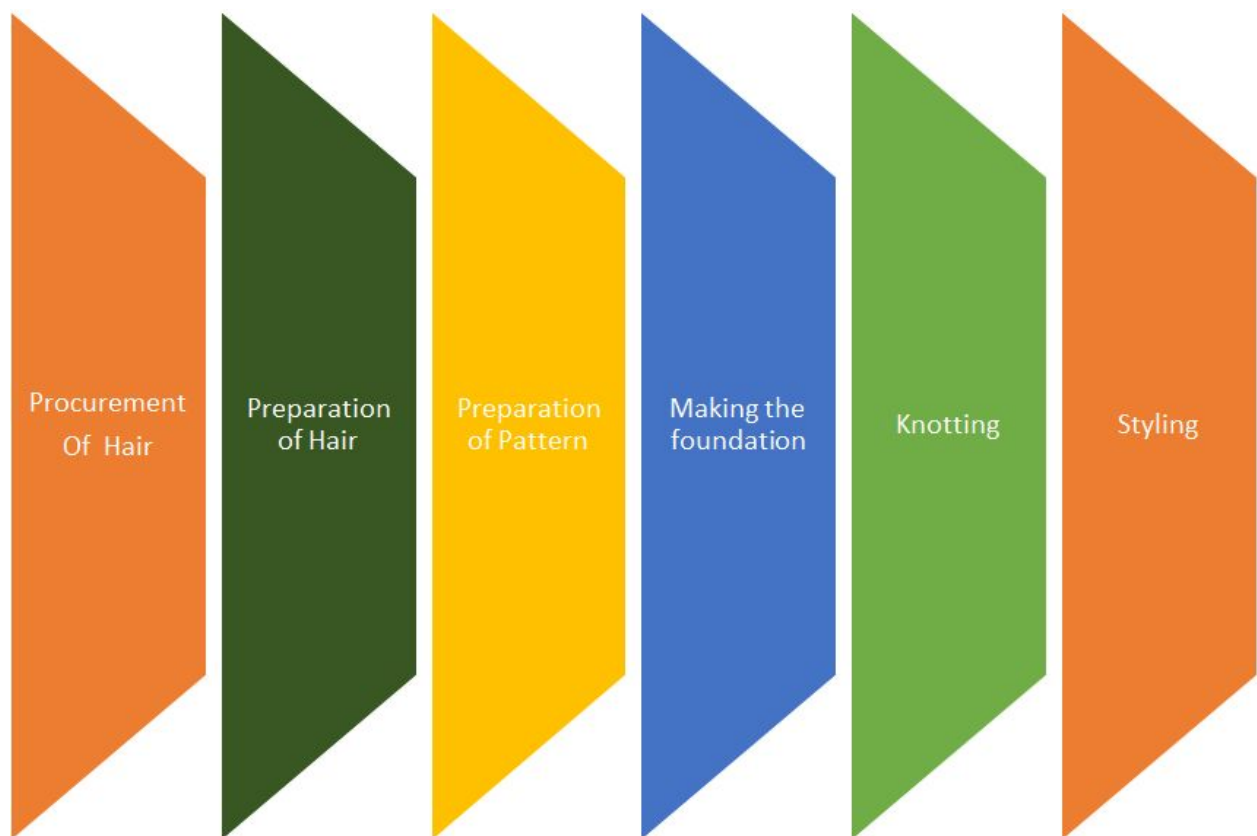 Procurement
Of Hair
Preparation
of Hair
Preparation
of Pattern
Making the
foundation
Knotting
Styling